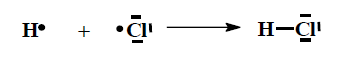 H• + •Cl → H–Cl